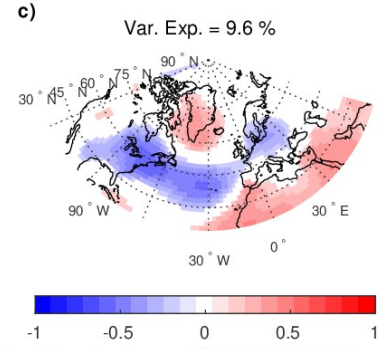 c)
Var. Exp. = 9.6 %
90 ° N
75 ° N
60 ° N
45 ° N
30 ° N
90 ° W
30 ° E
0 °
30 ° W
-1 -0.5 0 0.5 1